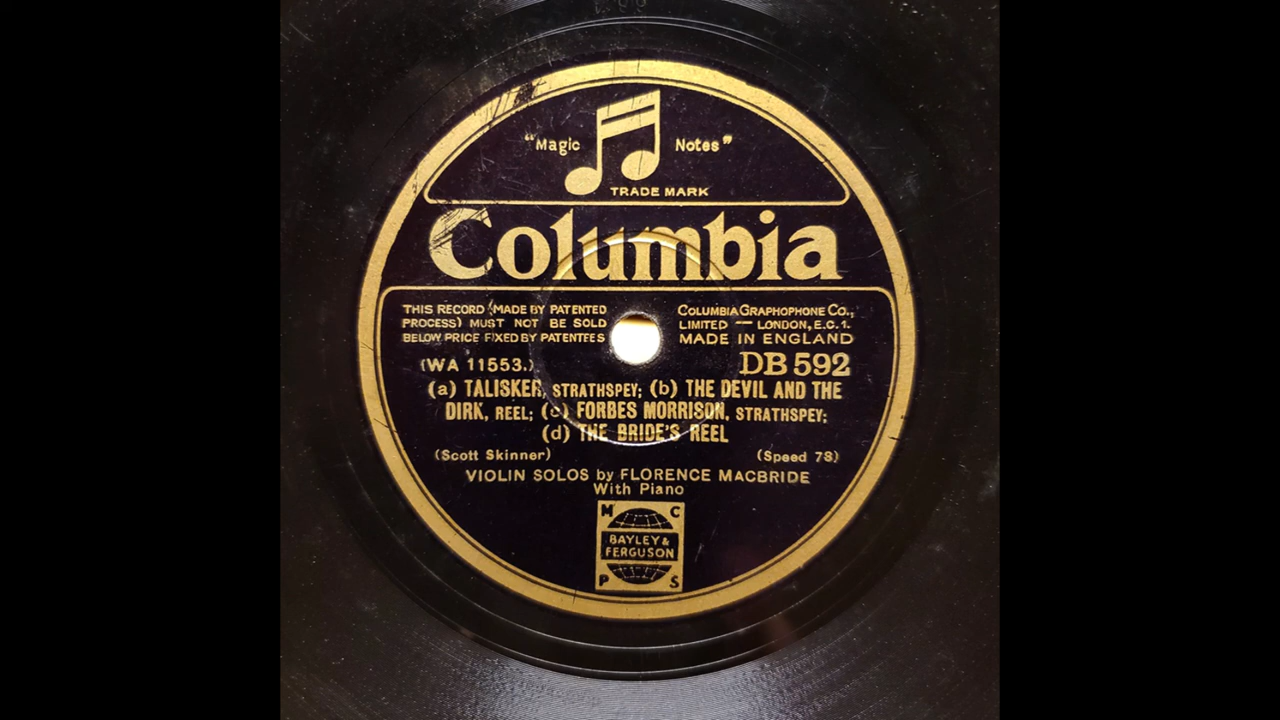 "Magic Notes"
TRADE MARK
Columbia
THIS RECORD (MADE BY PATENTED
PROCESS) MUST NOT BE SOLD
BELOW PRICE FIXED BY PATENTEES
COLUMBIA GRAPHOPHONE CO.,
LIMITED — LONDON, E.C.1.
MADE IN ENGLAND
(WA 11553.)
DB 592
(a) TALISKER, STRATHSPEY; (b) THE DEVIL AND THE
DIRK, REEL; (c) FORBES MORRISON, STRATHSPEY;
(d) THE BRIDE'S REEL
(Scott Skinner)
(Speed 78)
VIOLIN SOLOS by FLORENCE MACBRIDE
With Piano
M C
BAYLEY &
FERGUSON
P S